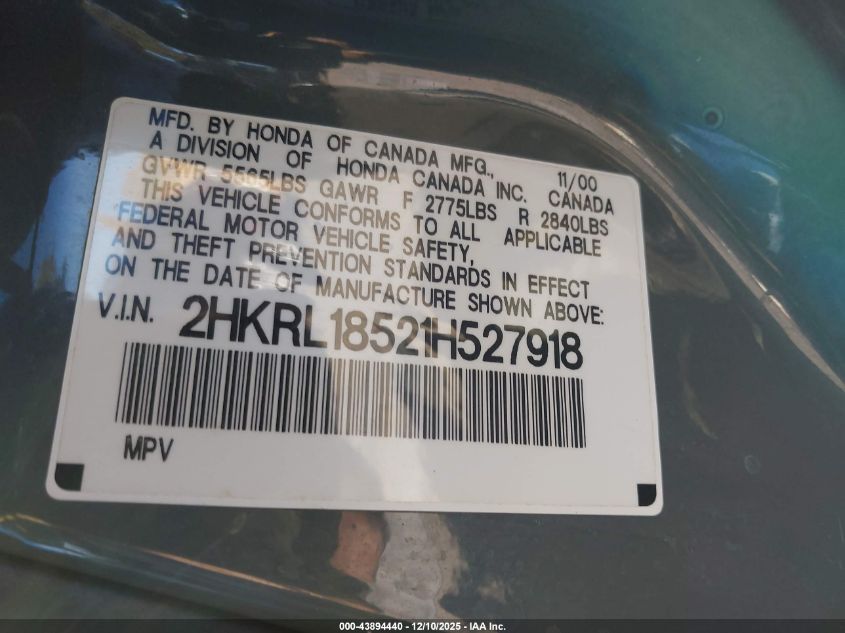 MFD. BY HONDA OF CANADA MFG., 11/00
A DIVISION OF HONDA CANADA INC. CANADA
GVWR 5595LBS GAWR F 2775LBS R 2840LBS
THIS VEHICLE CONFORMS TO ALL APPLICABLE
FEDERAL MOTOR VEHICLE SAFETY,
AND THEFT PREVENTION STANDARDS IN EFFECT
ON THE DATE OF MANUFACTURE SHOWN ABOVE:
V.I.N. 2HKRL18521H527918
MPV
000-43894440 - 12/10/2025 - IAA Inc.